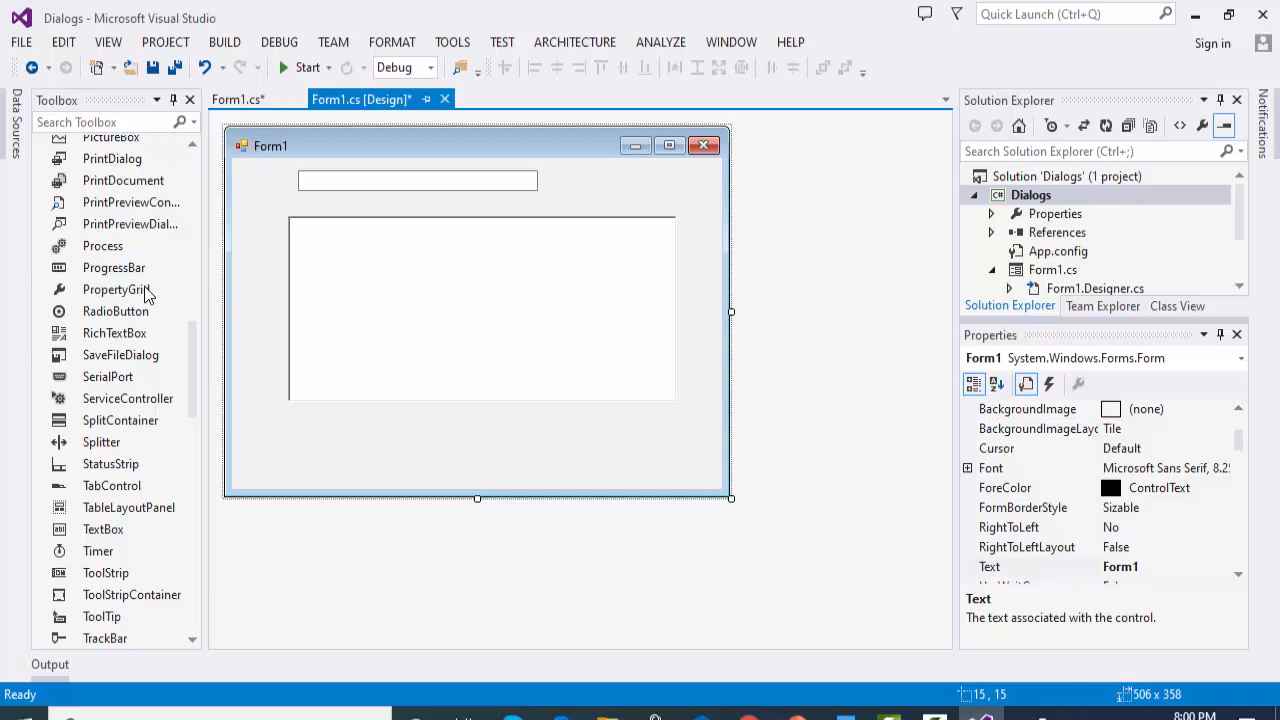 Dialogs - Microsoft Visual Studio
Quick Launch (Ctrl+Q)
FILE EDIT VIEW PROJECT BUILD DEBUG TEAM FORMAT TOOLS TEST ARCHITECTURE ANALYZE WINDOW HELP
Sign in
Start
Debug
Data Sources
Toolbox
Search Toolbox
PictureBox
PrintDialog
PrintDocument
PrintPreviewCon...
PrintPreviewDial...
Process
ProgressBar
PropertyGrid
RadioButton
RichTextBox
SaveFileDialog
SerialPort
ServiceController
SplitContainer
Splitter
StatusStrip
TabControl
TableLayoutPanel
TextBox
Timer
ToolStrip
ToolStripContainer
ToolTip
TrackBar
Form1.cs*
Form1.cs [Design]*
Form1
Solution Explorer
Search Solution Explorer (Ctrl+;)
Solution 'Dialogs' (1 project)
C# Dialogs
Properties
References
App.config
Form1.cs
Form1.Designer.cs
Solution Explorer Team Explorer Class View
Notifications
Properties
Form1 System.Windows.Forms.Form
BackgroundImage (none)
BackgroundImageLayc Tile
Cursor Default
Font Microsoft Sans Serif, 8.2
ForeColor ControlText
FormBorderStyle Sizable
RightToLeft No
RightToLeftLayout False
Text Form1
Text
The text associated with the control.
Output
Ready
15 , 15
506 x 358
8:00 PM